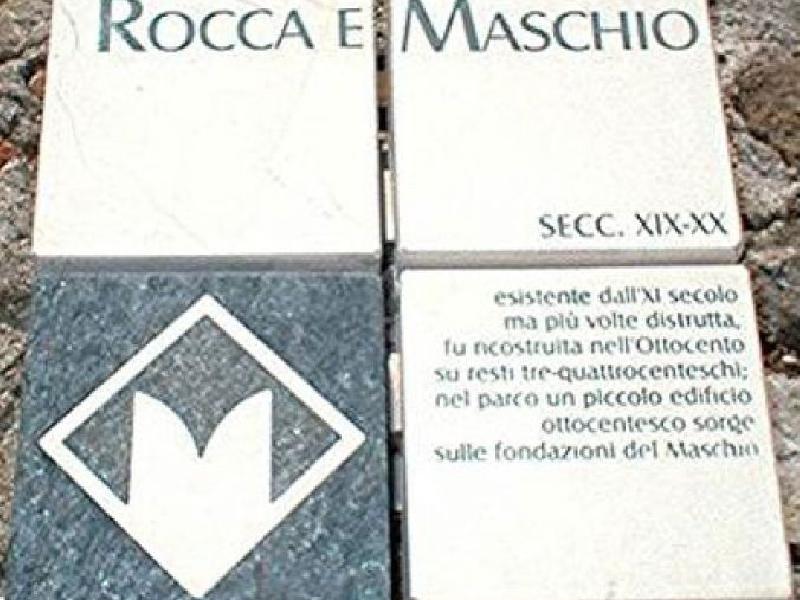 ROCCA E MASCHIO
SECC. XIX-XX
esistente dall'XI secolo
ma più volte distrutta,
fu ricostruita nell'Ottocento
su resti tre-quattrocenteschi;
nel parco un piccolo edificio
ottocentesco sorge
sulle fondazioni del Maschio